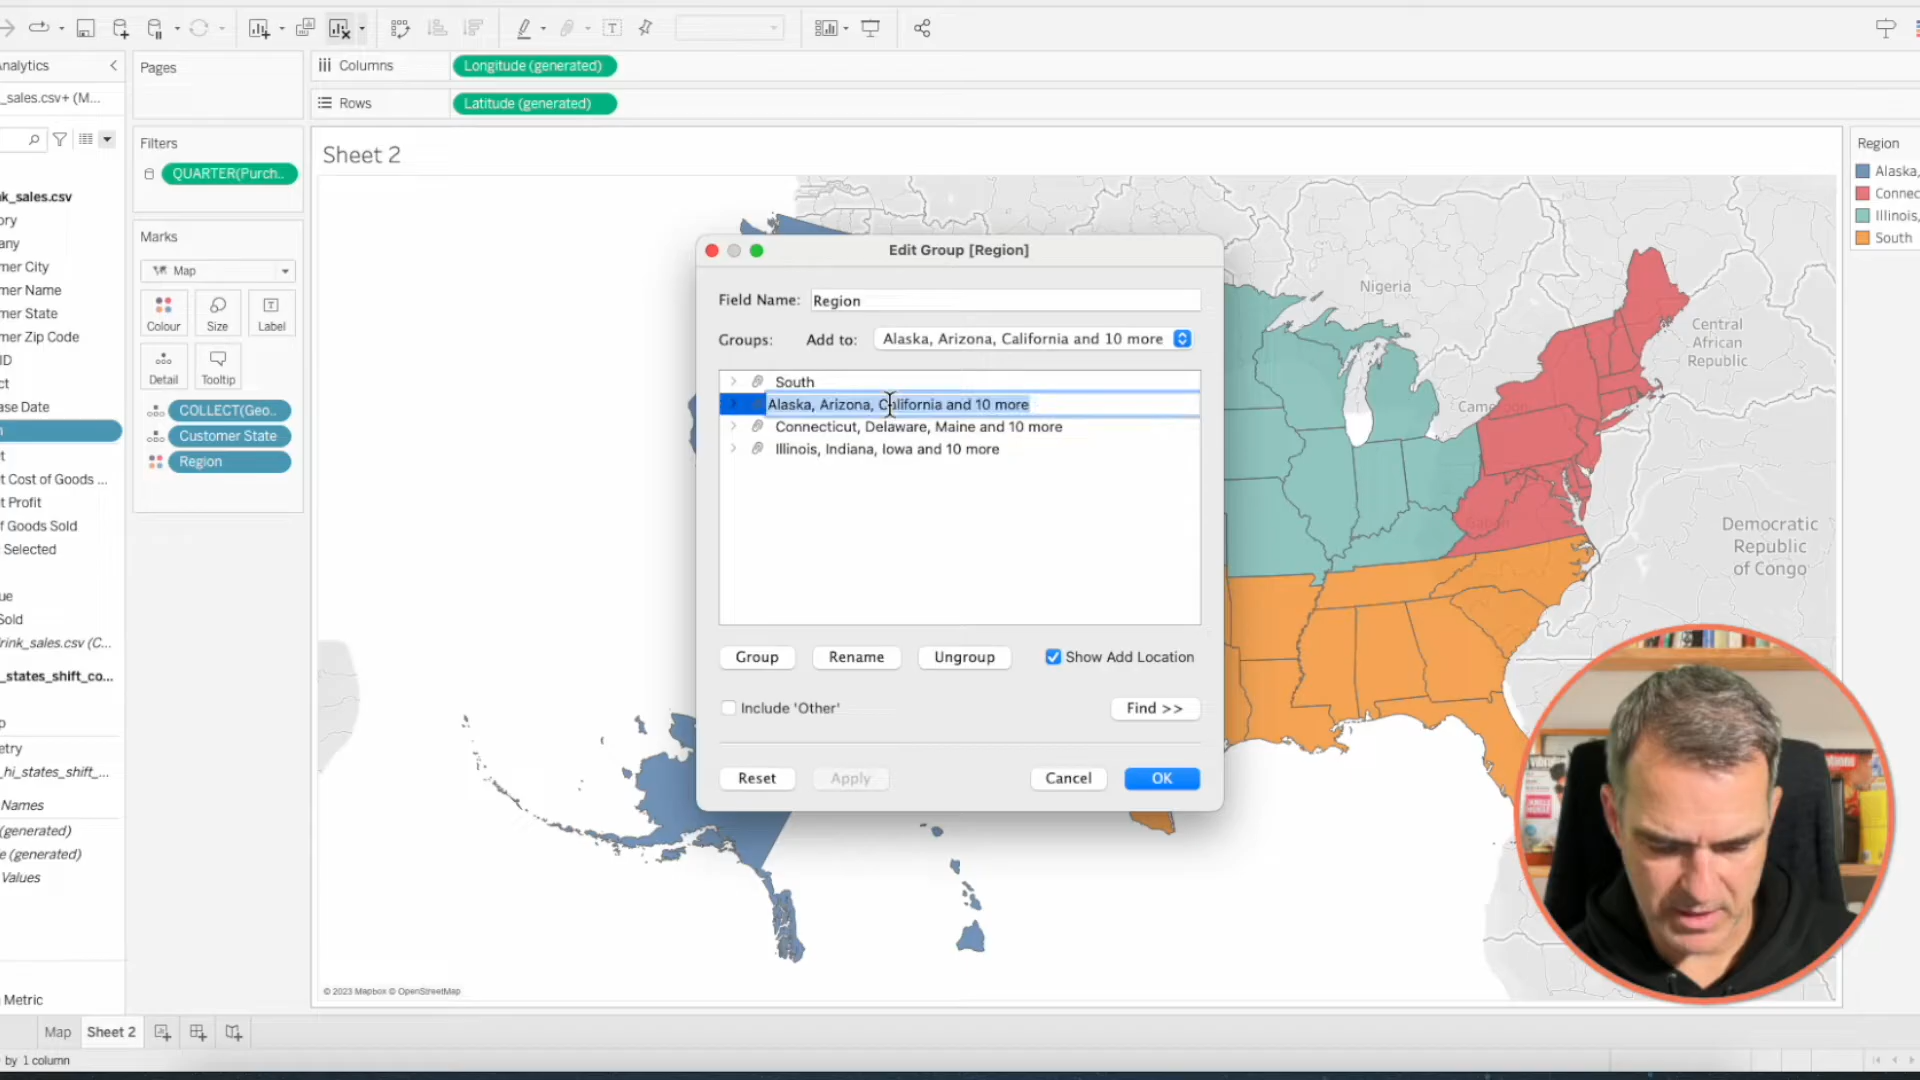 Analytics
Pages
Columns
Longitude (generated)
_sales.csv+ (M...
Rows
Latitude (generated)
Filters
QUARTER(Purch..
Sheet 2
Region
Alaska,
Connec
Illinois,
South
nk_sales.csv
Marks
Map
Colour
Size
Label
Detail
Tooltip
COLLECT(Geo..
Customer State
Region
ory
any
mer City
mer Name
mer State
mer Zip Code
ID
ct
ase Date
t
t Cost of Goods ...
t Profit
of Goods Sold
Selected
ue
Sold
rink_sales.csv (C...
_states_shift_co...
p
etry
_hi_states_shift_...
Names
(generated)
e (generated)
Values
Metric
Edit Group [Region]
Field Name:
Region
Groups:
Add to:
Alaska, Arizona, California and 10 more
South
Alaska, Arizona, California and 10 more
Connecticut, Delaware, Maine and 10 more
Illinois, Indiana, Iowa and 10 more
Group
Rename
Ungroup
Show Add Location
Include 'Other'
Find >>
Reset
Apply
Cancel
OK
Nigeria
Central
African
Republic
Cameroon
Gabon
Democratic
Republic
of Congo
© 2023 Mapbox © OpenStreetMap
Map
Sheet 2
by 1 column